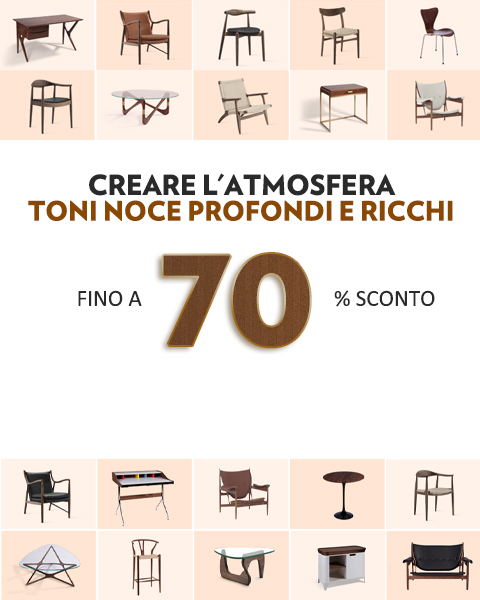 CREARE L'ATMOSFERA
TONI NOCE PROFONDI E RICCHI
FINO A 70 % SCONTO